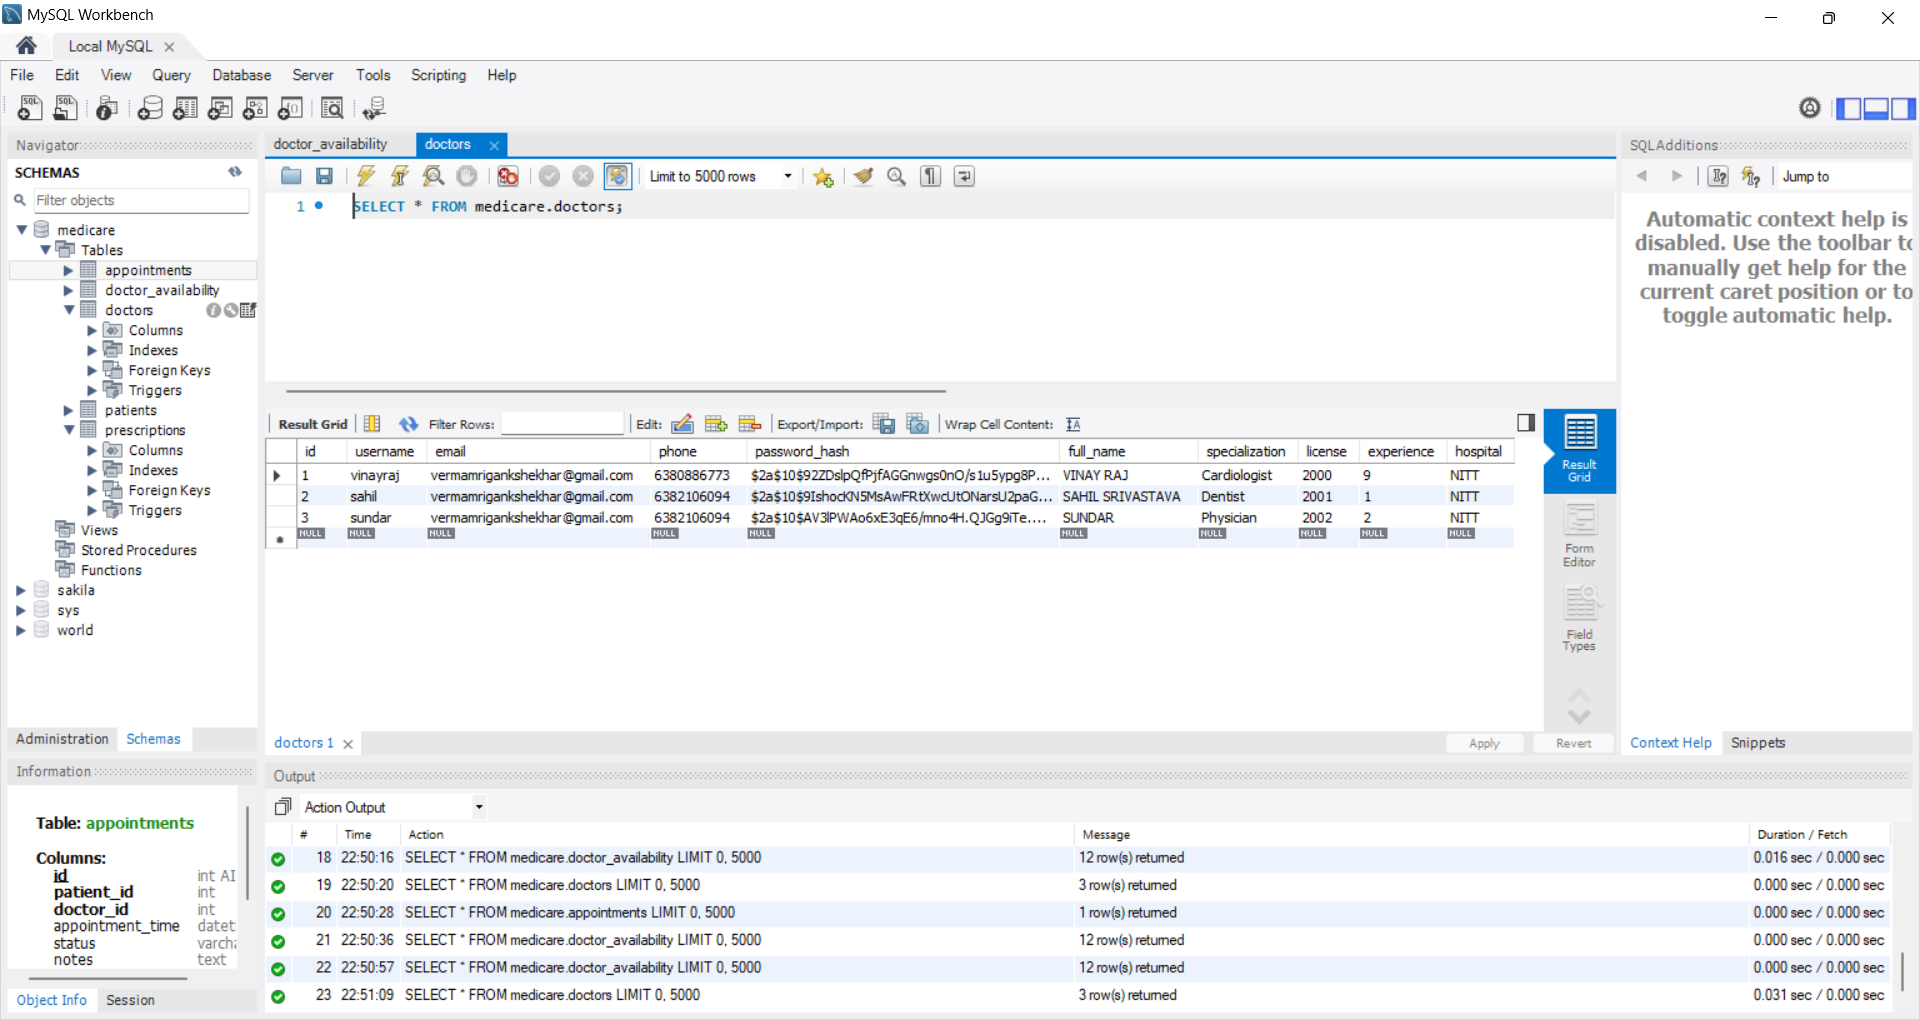 MySQL Workbench
Local MySQL
File Edit View Query Database Server Tools Scripting Help
Navigator
SCHEMAS
Filter objects
medicare
Tables
appointments
doctor_availability
doctors
Columns
Indexes
Foreign Keys
Triggers
patients
prescriptions
Columns
Indexes
Foreign Keys
Triggers
Views
Stored Procedures
Functions
sakila
sys
world
Administration Schemas
Information
Table: appointments
Columns:
id int AI
patient_id int
doctor_id int
appointment_time datet
status
notes text
Object Info Session
doctor_availability doctors
Limit to 5000 rows
1 SELECT * FROM medicare.doctors;
Result Grid Filter Rows: Edit: Export/Import: Wrap Cell Content:
id username email phone password_hash full_name specialization license experience hospital
1 vinayraj vermamrigankshekhar@gmail.com 6380886773 VINAY RAJ Cardiologist 2000 9 NITT
2 sahil vermamrigankshekhar@gmail.com 6382106094 SAHIL SRIVASTAVA Dentist 2001 1 NITT
3 sundar vermamrigankshekhar@gmail.com 6382106094 SUNDAR Physician 2002 2 NITT
NULL NULL NULL NULL NULL NULL NULL NULL NULL NULL
Result
Grid
Form
Editor
Field
Types
doctors 1 Apply Revert
SQLAdditions
Jump to
Automatic context help is
disabled. Use the toolbar to
manually get help for the
current caret position or to
toggle automatic help.
Context Help Snippets
Output
Action Output
# Time Action Message Duration / Fetch
18 22:50:16 SELECT * FROM medicare.doctor_availability LIMIT 0, 5000 12 row(s) returned 0.016 sec / 0.000 sec
19 22:50:20 SELECT * FROM medicare.doctors LIMIT 0, 5000 3 row(s) returned 0.000 sec / 0.000 sec
20 22:50:28 SELECT * FROM medicare.appointments LIMIT 0, 5000 1 row(s) returned 0.000 sec / 0.000 sec
21 22:50:36 SELECT * FROM medicare.doctor_availability LIMIT 0, 5000 12 row(s) returned 0.000 sec / 0.000 sec
22 22:50:57 SELECT * FROM medicare.doctor_availability LIMIT 0, 5000 12 row(s) returned 0.000 sec / 0.000 sec
23 22:51:09 SELECT * FROM medicare.doctors LIMIT 0, 5000 3 row(s) returned 0.031 sec / 0.000 sec